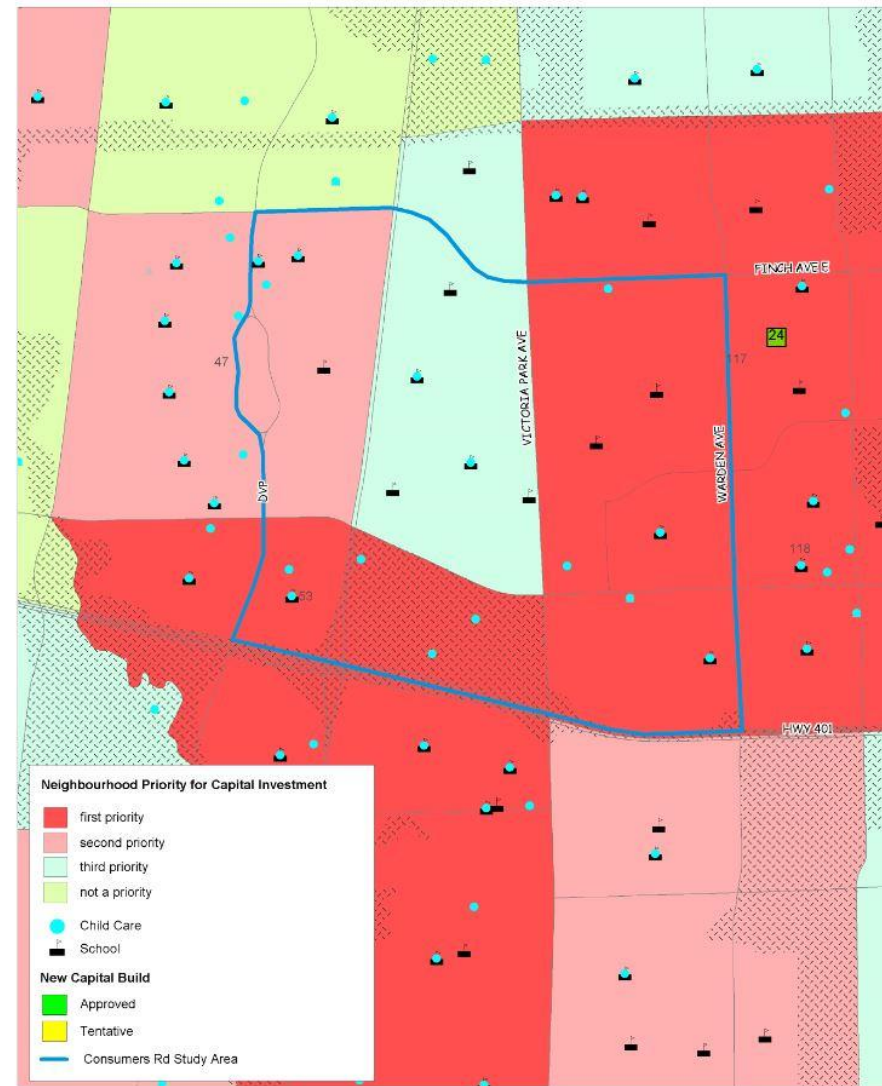 FINCH AVE E
24
47
117
VICTORIA PARK AVE
WARDEN AVE
DVP
118
53
HWY 401
Neighbourhood Priority for Capital Investment
first priority
second priority
third priority
not a priority
Child Care
School
New Capital Build
Approved
Tentative
Consumers Rd Study Area